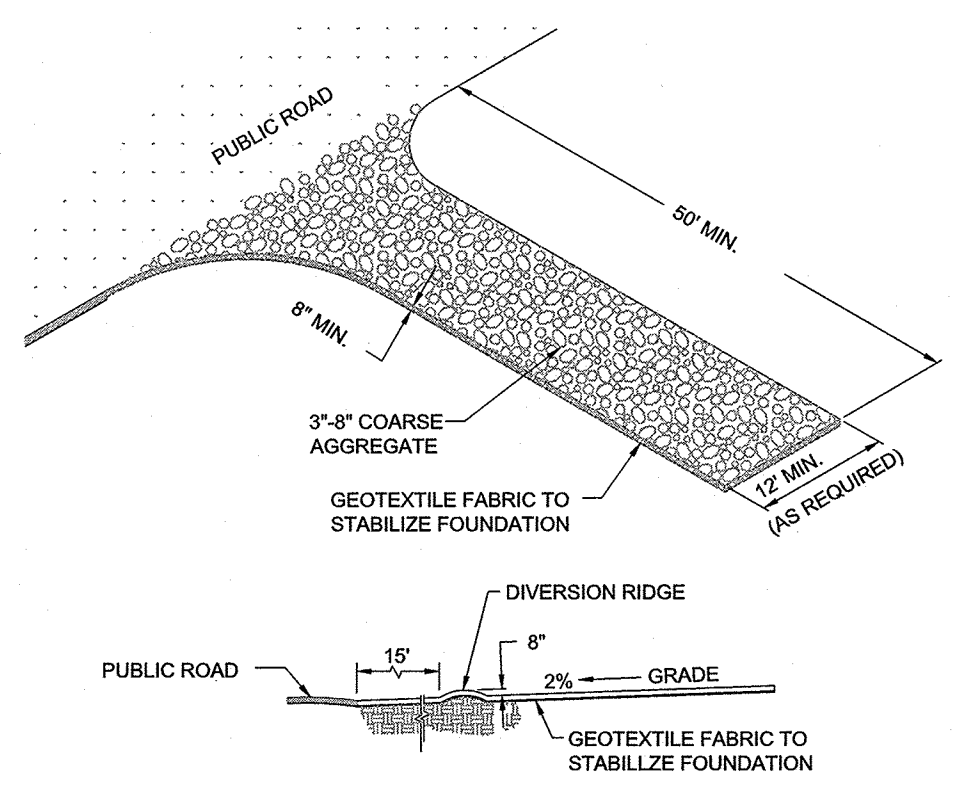 PUBLIC ROAD
50' MIN.
8" MIN.
3"-8" COARSE
AGGREGATE
GEOTEXTILE FABRIC TO
STABILIZE FOUNDATION
12' MIN.
(AS REQUIRED)
DIVERSION RIDGE
8"
15'
PUBLIC ROAD
2%
GRADE
GEOTEXTILE FABRIC TO
STABILLZE FOUNDATION